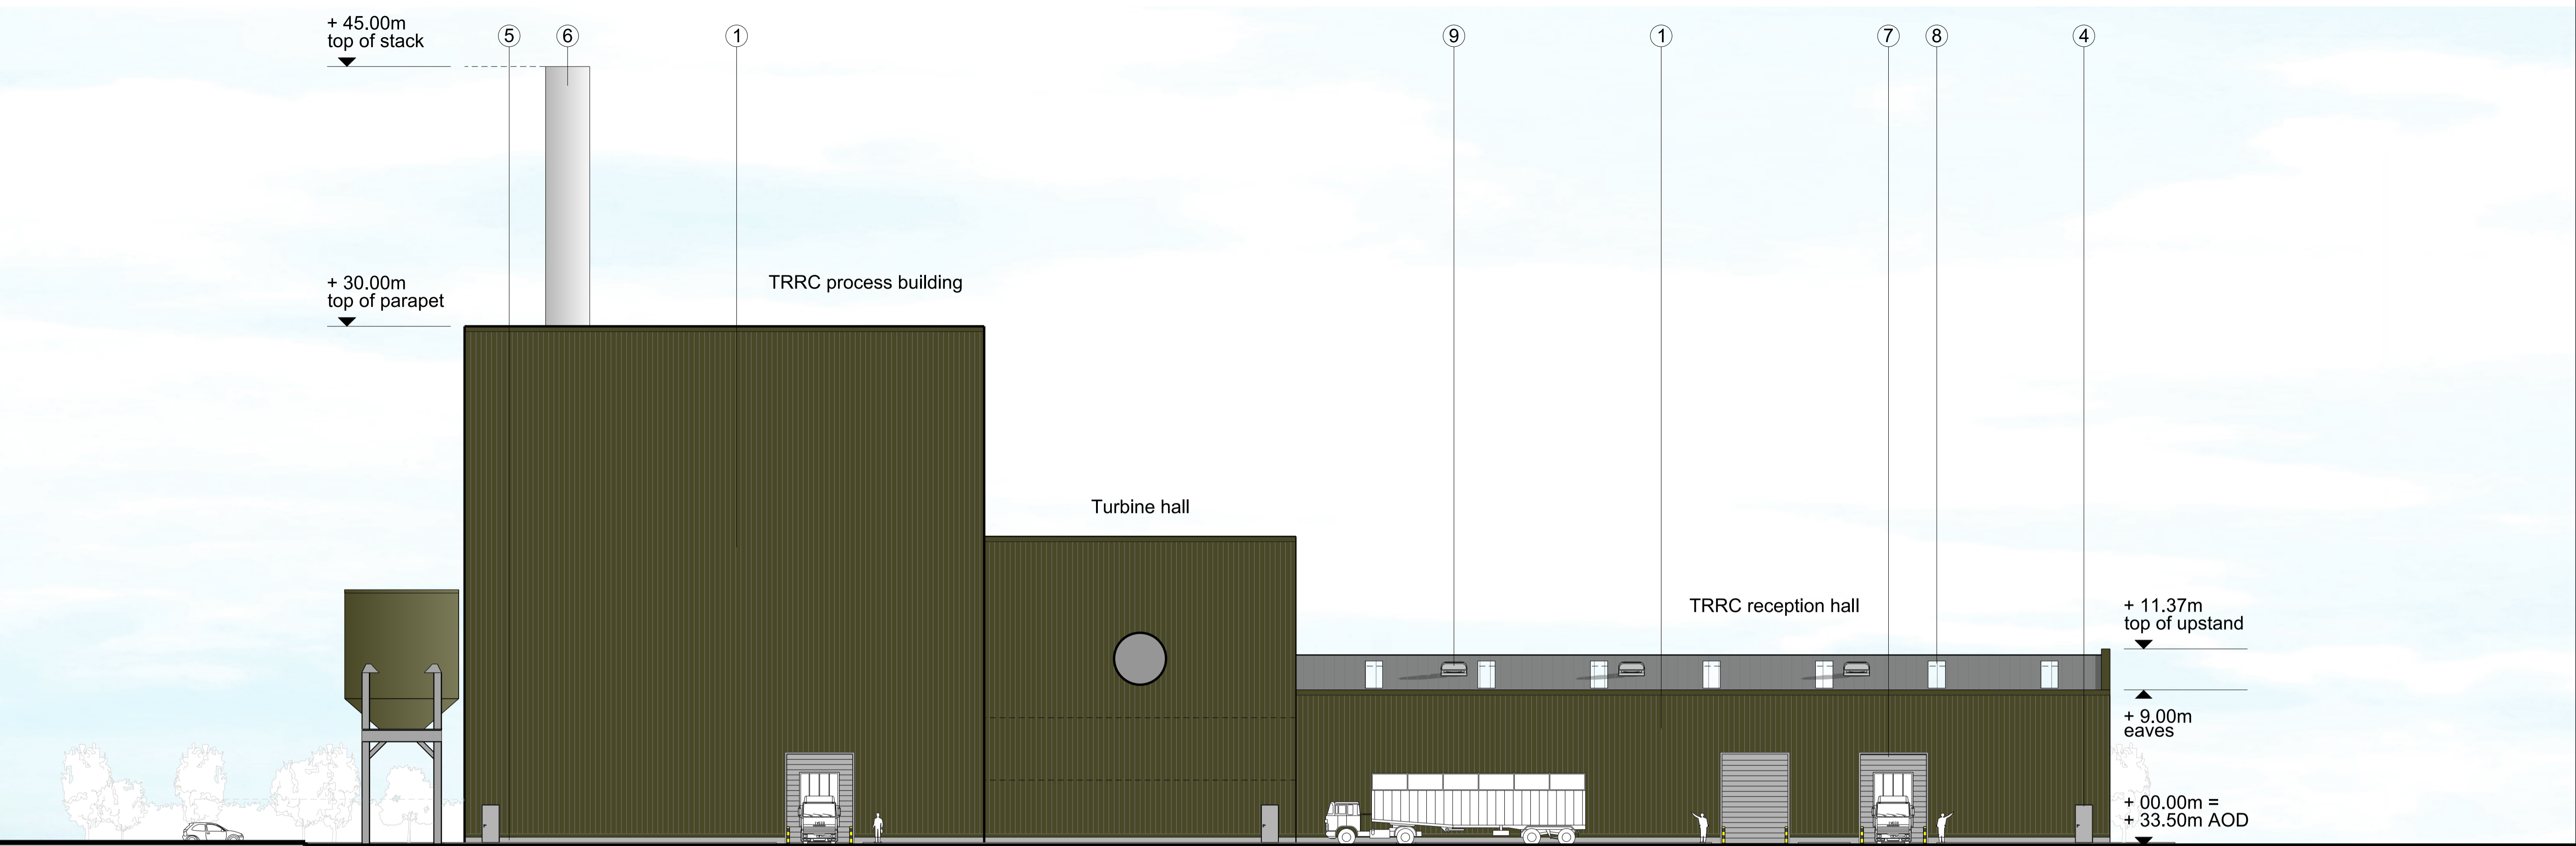 + 45.00m
top of stack
5
6
1
9
1
7
8
4
+ 30.00m
top of parapet
TRRC process building
Turbine hall
TRRC reception hall
+ 11.37m
top of upstand
+ 9.00m
eaves
+ 00.00m =
+ 33.50m AOD